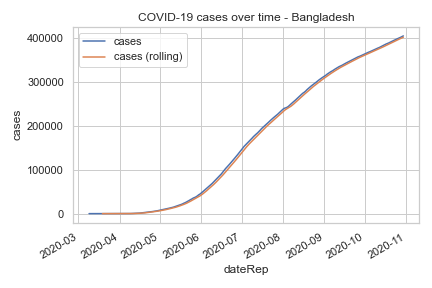 COVID-19 cases over time - Bangladesh
cases
cases (rolling)
400000
300000
200000
100000
0
cases
2020-03
2020-04
2020-05
2020-06
2020-07
2020-08
2020-09
2020-10
2020-11
dateRep